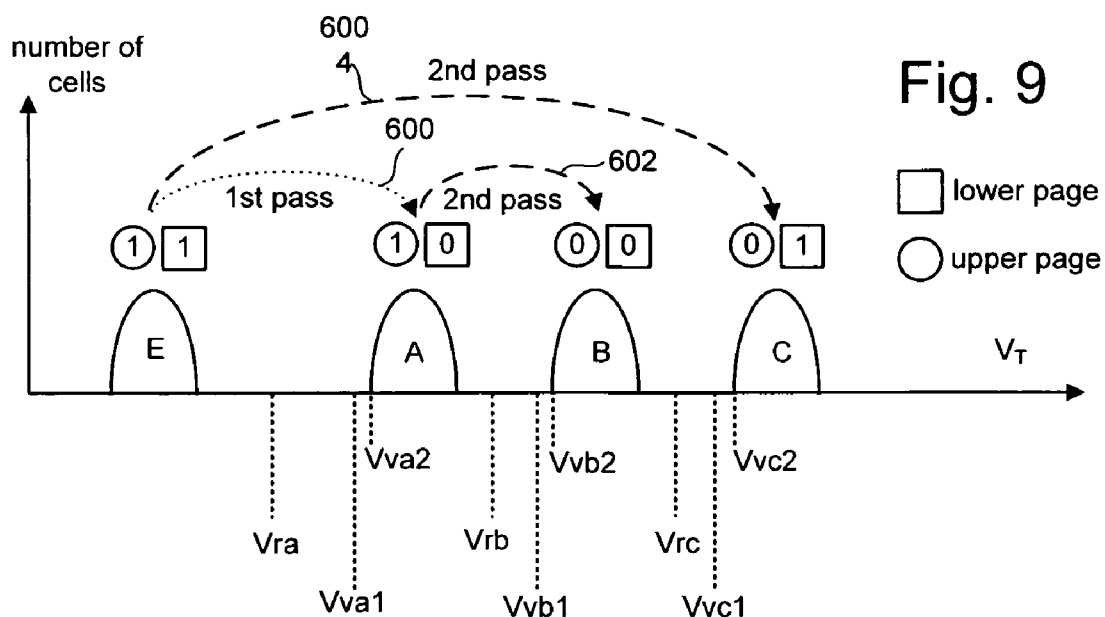 Fig. 9
number of
cells
600
4
2nd pass
600
1st pass
2nd pass
602
lower page
upper page
1 1
1 0
0 0
0 1
E
A
B
C
VT
Vva2
Vvb2
Vvc2
Vra
Vrb
Vrc
Vva1
Vvb1
Vvc1